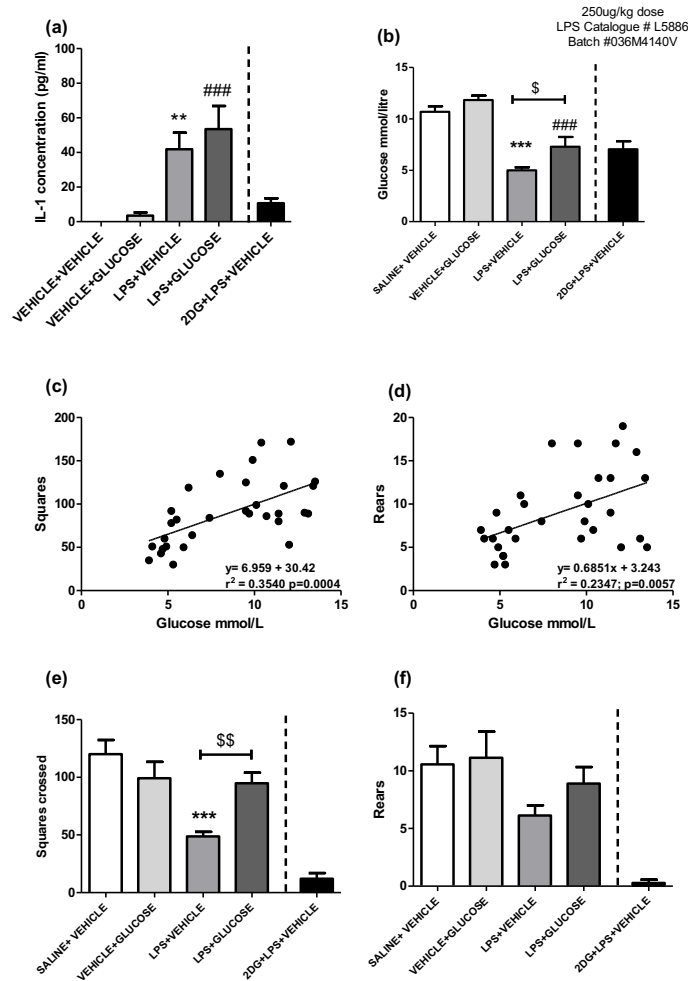 250ug/kg dose
LPS Catalogue # L5886
Batch #036M4140V
(a)
IL-1 concentration (pg/ml)
100
80
60
40
20
0
**
###
VEHICLE+VEHICLE
VEHICLE+GLUCOSE
LPS+VEHICLE
LPS+GLUCOSE
2DG+LPS+VEHICLE
(b)
Glucose mmol/litre
15
10
5
0
$
***
###
SALINE+ VEHICLE
VEHICLE+GLUCOSE
LPS+VEHICLE
LPS+GLUCOSE
2DG+LPS+VEHICLE
(c)
Squares
200
150
100
50
0
y= 6.959 + 30.42
r² = 0.3540 p=0.0004
0 5 10 15
Glucose mmol/L
(d)
Rears
20
15
10
5
0
y= 0.6851x + 3.243
r² = 0.2347; p=0.0057
0 5 10 15
Glucose mmol/L
(e)
Squares crossed
150
100
50
0
$$
***
SALINE+ VEHICLE
VEHICLE+GLUCOSE
LPS+VEHICLE
LPS+GLUCOSE
2DG+LPS+VEHICLE
(f)
Rears
15
10
5
0
SALINE+ VEHICLE
VEHICLE+GLUCOSE
LPS+VEHICLE
LPS+GLUCOSE
2DG+LPS+VEHICLE